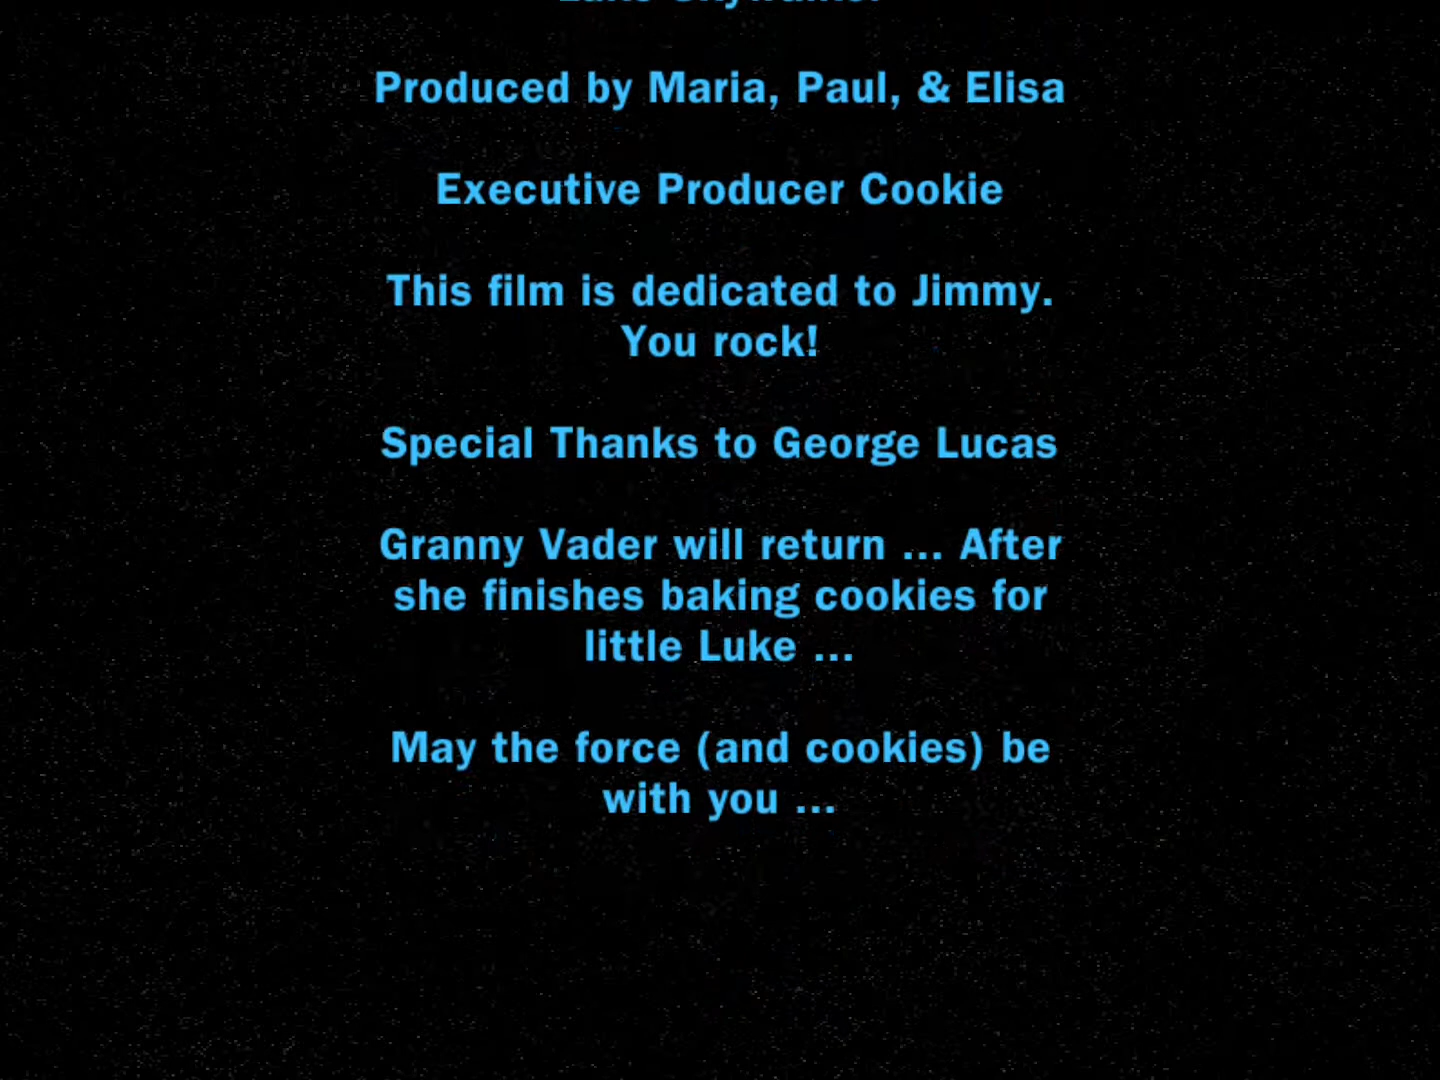 Produced by Maria, Paul, & Elisa
Executive Producer Cookie
This film is dedicated to Jimmy.
You rock!
Special Thanks to George Lucas
Granny Vader will return ... After
she finishes baking cookies for
little Luke ...
May the force (and cookies) be
with you ...